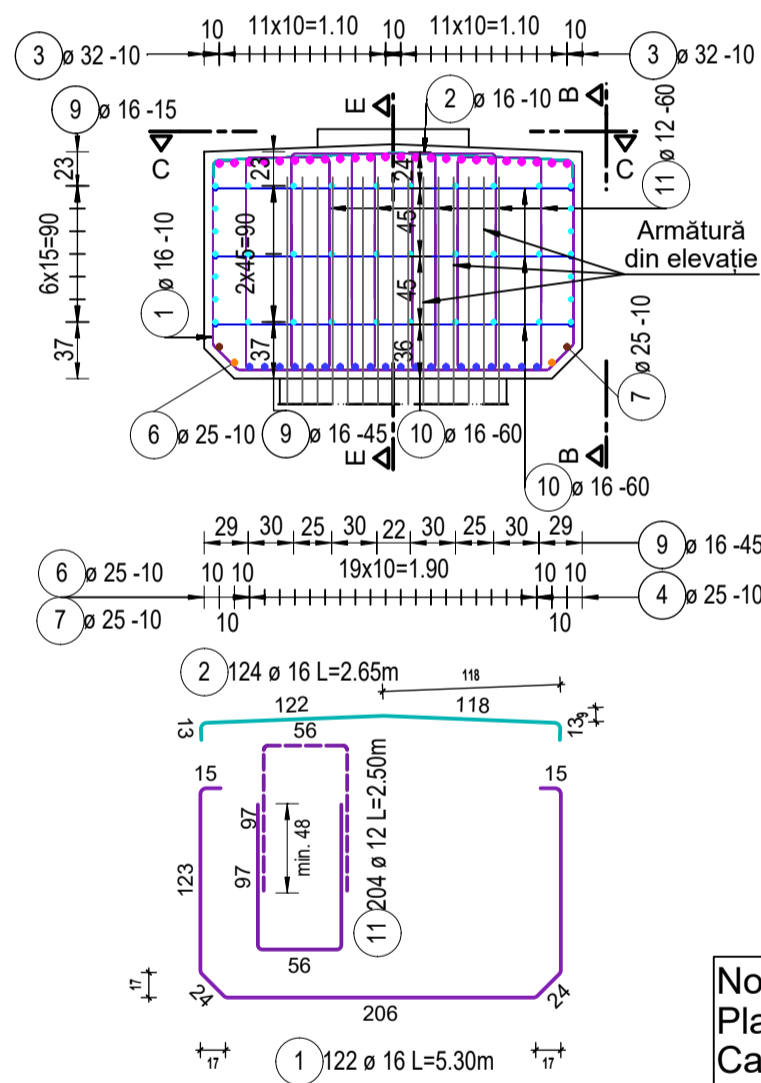 10 11x10=1.10 10 11x10=1.10 10
3 ø 32 -10
3 ø 32 -10
9 ø 16 -15
E
2 ø 16 -10
B
11 ø 12 -60
C
C
23
23
24
6x15=90
1 ø 16 -10
2x45=90
45
45
Armătură
din elevație
37
37
36
7 ø 25 -10
6 ø 25 -10
9 ø 16 -45
10 ø 16 -60
E
B
10 ø 16 -60
29 30 25 30 22 30 25 30 29
9 ø 16 -45
6 ø 25 -10
10 10 19x10=1.90 10 10
4 ø 25 -10
7 ø 25 -10
10 10
2 124 ø 16 L=2.65m
118
122 118
13
13
9
56
15 15
97
97
min. 48
11 204 ø 12 L=2.50m
123
56
17
24
24
206
17 17
1 122 ø 16 L=5.30m
No
Pla
Ca